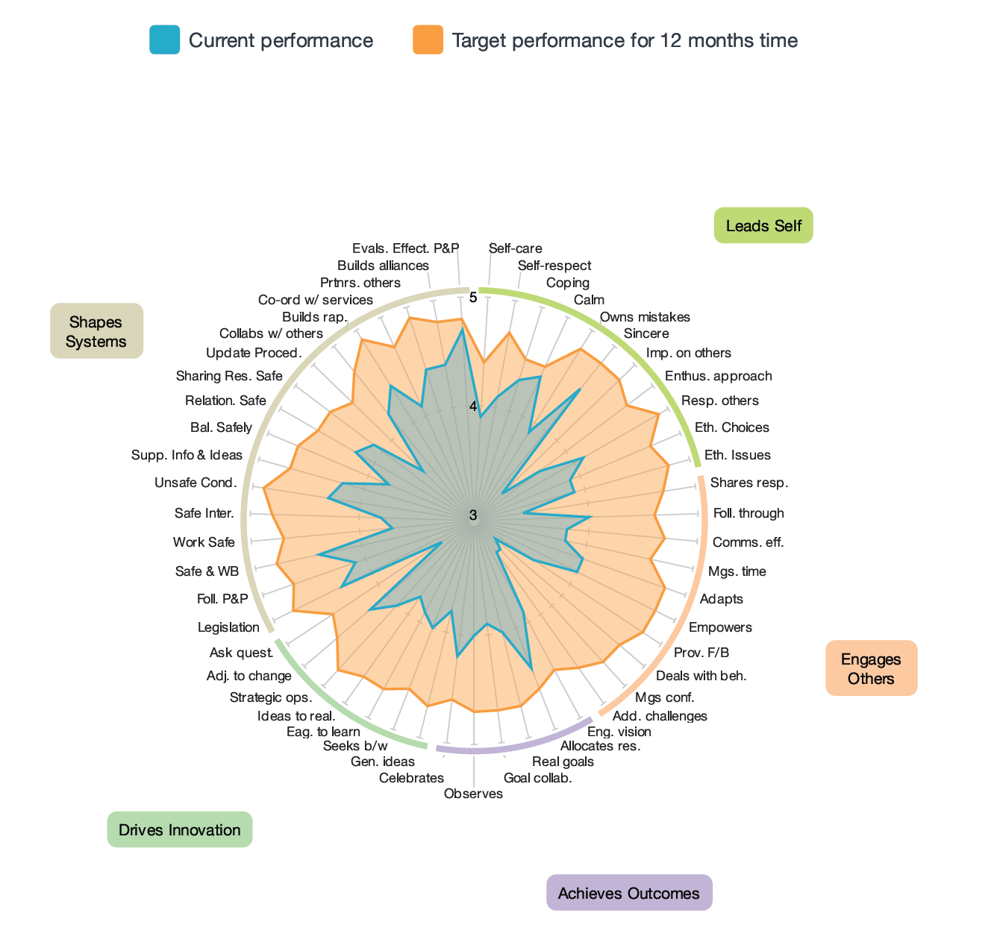 Current performance
Target performance for 12 months time
Leads Self
Evals. Effect. P&P
Self-care
Builds alliances
Self-respect
Prtnrs. others
Coping
5
Co-ord w/ services
Calm
Builds rap.
Owns mistakes
Shapes
Systems
Collabs w/ others
Sincere
Update Proced.
Imp. on others
Sharing Res. Safe
Enthus. approach
Relation. Safe
4
Resp. others
Bal. Safely
Eth. Choices
Supp. Info & Ideas
Eth. Issues
Unsafe Cond.
Shares resp.
Safe Inter.
3
Foll. through
Work Safe
Comms. eff.
Safe & WB
Mgs. time
Foll. P&P
Adapts
Legislation
Empowers
Ask quest.
Prov. F/B
Engages
Others
Adj. to change
Deals with beh.
Strategic ops.
Mgs conf.
Ideas to real.
Add. challenges
Eag. to learn
Eng. vision
Seeks b/w
Allocates res.
Gen. ideas
Real goals
Celebrates
Goal collab.
Observes
Drives Innovation
Achieves Outcomes